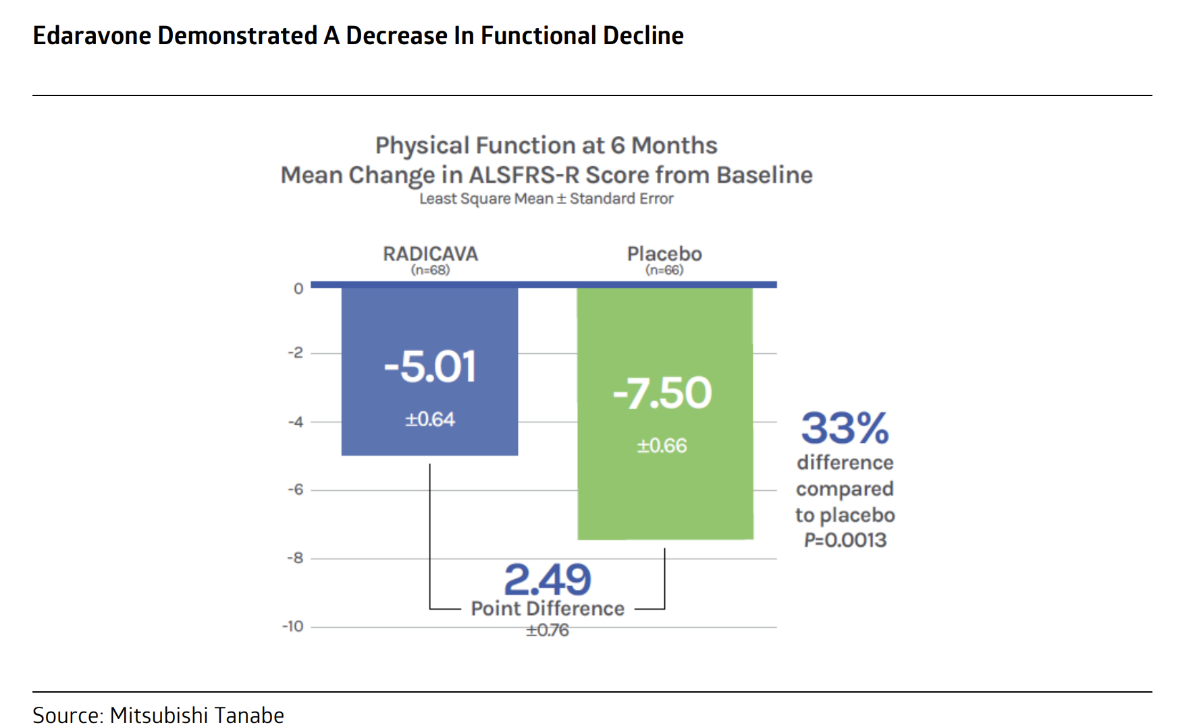 Edaravone Demonstrated A Decrease In Functional Decline
Physical Function at 6 Months
Mean Change in ALSFRS-R Score from Baseline
Least Square Mean ± Standard Error
RADICAVA
(n=68)
Placebo
(n=66)
0
-2
-4
-6
-8
-10
-5.01
±0.64
-7.50
±0.66
33%
difference
compared
to placebo
P=0.0013
2.49
Point Difference
±0.76
Source: Mitsubishi Tanabe